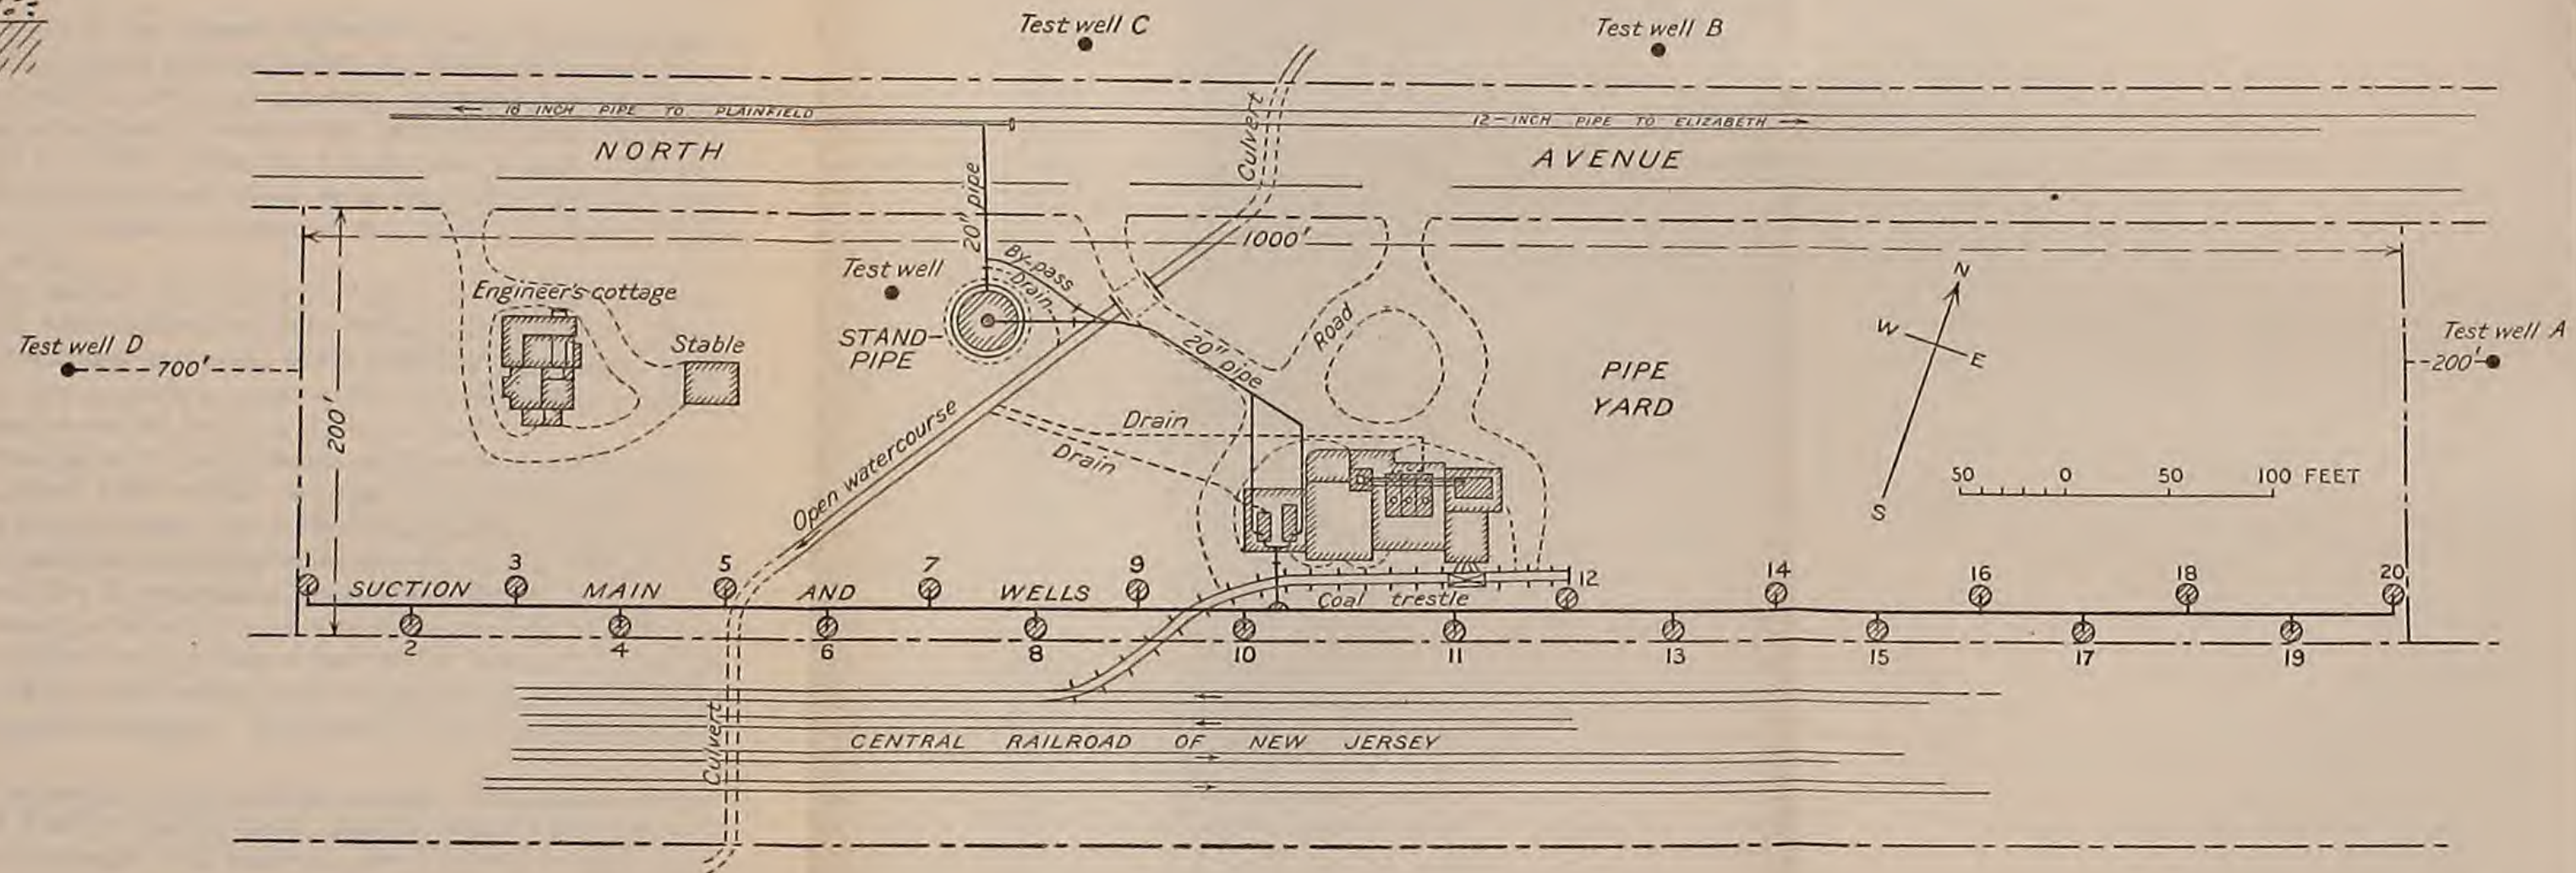 Test well C
Test well B
18 INCH PIPE TO PLAINFIELD
12-INCH PIPE TO ELIZABETH
NORTH AVENUE
Culvert
20" pipe
1000'
By-pass
Drain
Test well
Engineer's cottage
STAND-
PIPE
Stable
Test well D
700'
200'
Road
20" pipe
PIPE
YARD
N
W
E
S
Test well A
200'
50 0 50 100 FEET
Open watercourse
Drain
Drain
3 5 7 9 12 14 16 18 20
SUCTION MAIN AND WELLS
Coal trestle
2 4 6 8 10 11 13 15 17 19
Culvert
CENTRAL RAILROAD OF NEW JERSEY